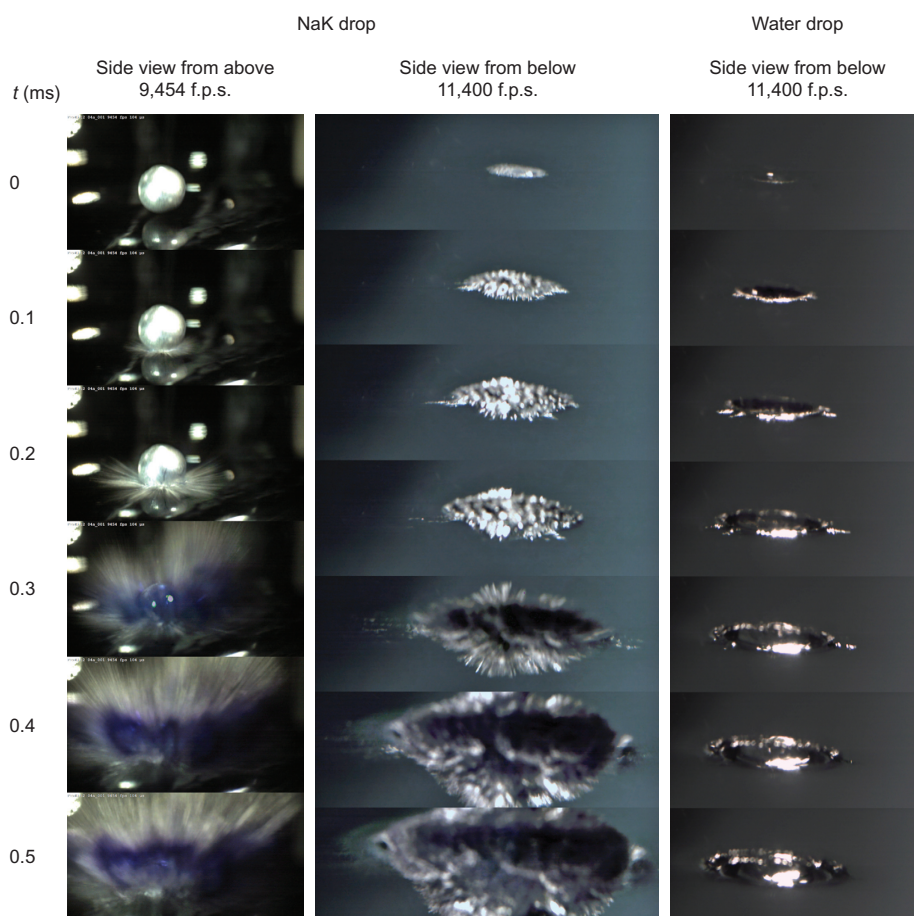 NaK drop
Water drop
Side view from above
9,454 f.p.s.
Side view from below
11,400 f.p.s.
Side view from below
11,400 f.p.s.
t (ms)
0
0.1
0.2
0.3
0.4
0.5